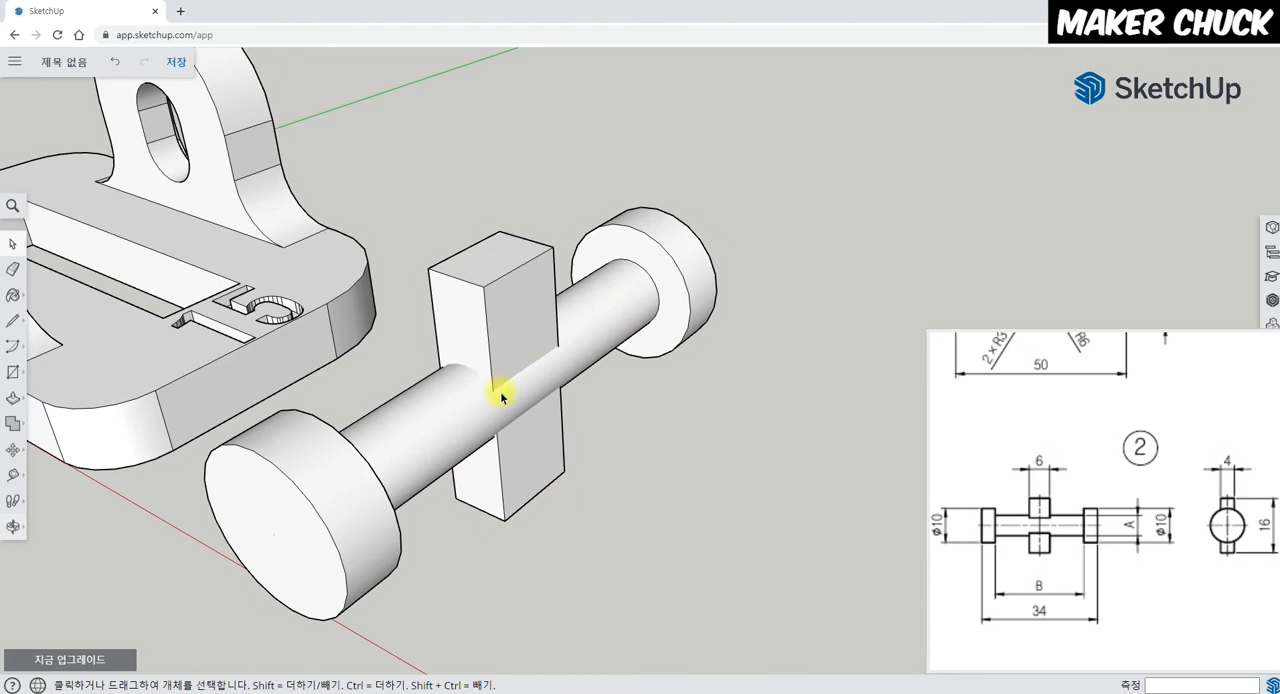 SketchUp
app.sketchup.com/app
MAKER CHUCK
제목 없음
저장
SketchUp
15
2×R3
R6
50
2
6
4
φ10
A
φ10
16
B
34
지금 업그레이드
클릭하거나 드래그하여 개체를 선택합니다. Shift = 더하기/빼기. Ctrl = 더하기. Shift + Ctrl = 빼기.
측정